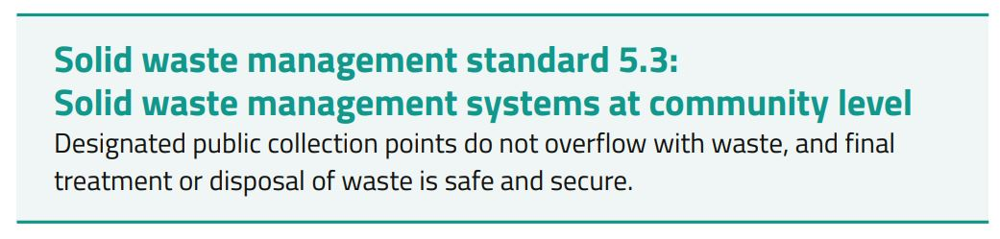 Solid waste management standard 5.3:
Solid waste management systems at community level
Designated public collection points do not overflow with waste, and final
treatment or disposal of waste is safe and secure.